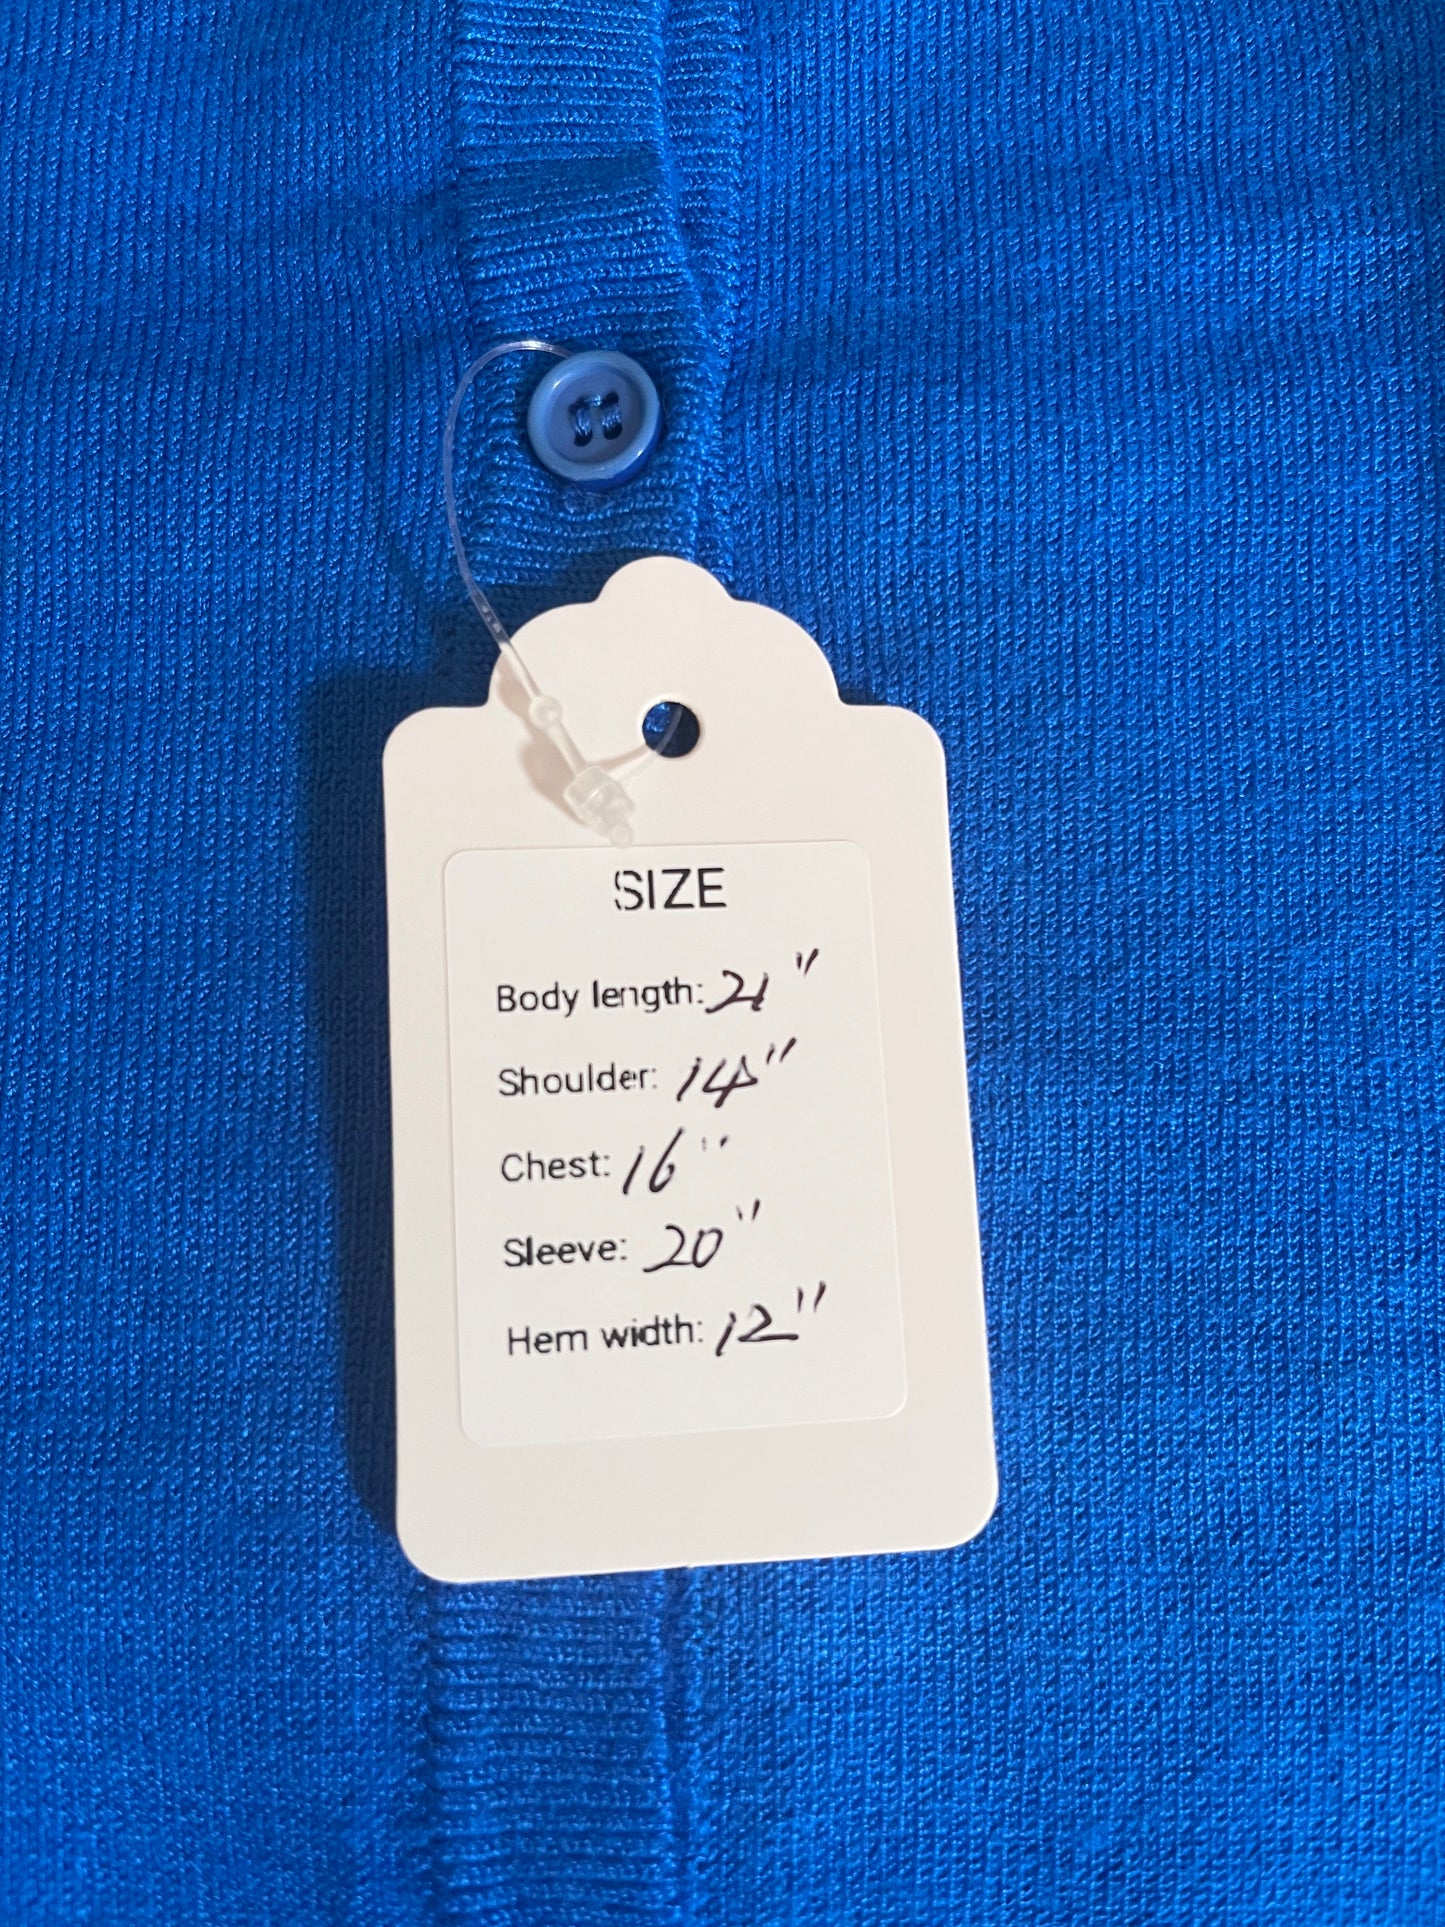 SIZE
Body length: 21"
Shoulder: 14"
Chest: 16"
Sleeve: 20"
Hem width: 12"